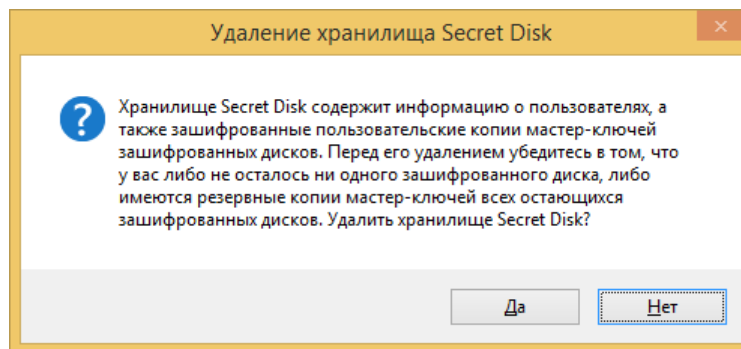 Удаление хранилища Secret Disk
Хранилище Secret Disk содержит информацию о пользователях, а
также зашифрованные пользовательские копии мастер-ключей
зашифрованных дисков. Перед его удалением убедитесь в том, что
у вас либо не осталось ни одного зашифрованного диска, либо
имеются резервные копии мастер-ключей всех остающихся
зашифрованных дисков. Удалить хранилище Secret Disk?
Да
Нет